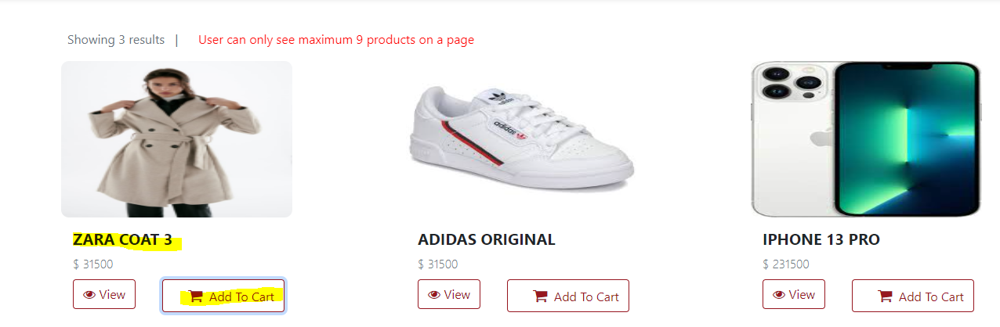 Showing 3 results | User can only see maximum 9 products on a page
adidas
ZARA COAT 3
ADIDAS ORIGINAL
IPHONE 13 PRO
$ 31500
$ 31500
$ 231500
View
Add To Cart
View
Add To Cart
View
Add To Cart